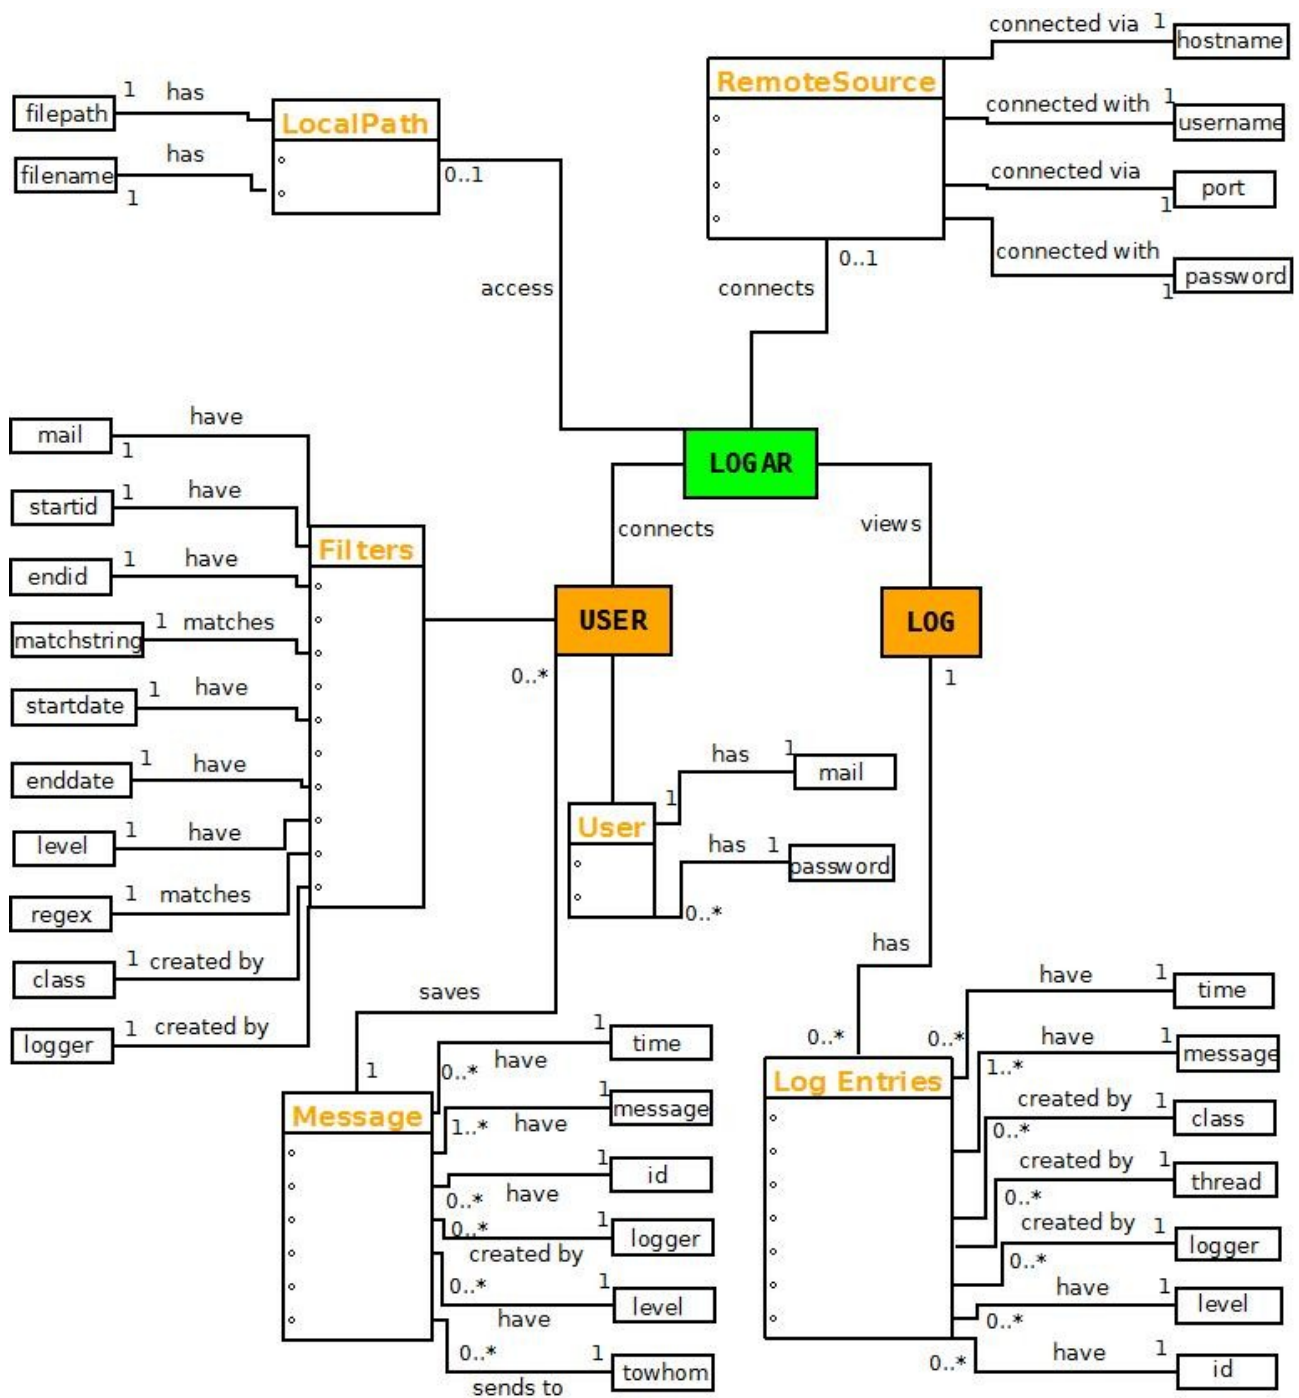 connected via 1
hostname
RemoteSource
connected with 1
username
connected via
port
1
connected with
password
1
0..1
connects
1 has
filepath
LocalPath
has
filename
1
0..1
access
LOGAR
connects
views
USER
LOG
0..*
1
have
mail
1
1 have
startid
Filters
1 have
endid
1 matches
matchstring
1 have
startdate
1 have
enddate
1 have
level
1 matches
regex
1 created by
class
1 created by
logger
has 1
mail
1
User
has 1
password
0..*
saves
1
Message
1
time
0..* have
1
message
1..* have
1
id
0..* have
0..* 1
logger
created by
0..* 1
level
have
0..* 1
towhom
sends to
has
0..*
Log Entries
have 1
time
0..*
have 1
message
1..*
created by 1
class
0..*
created by 1
thread
0..*
created by 1
logger
0..*
have 1
level
0..*
have 1
id
0..*